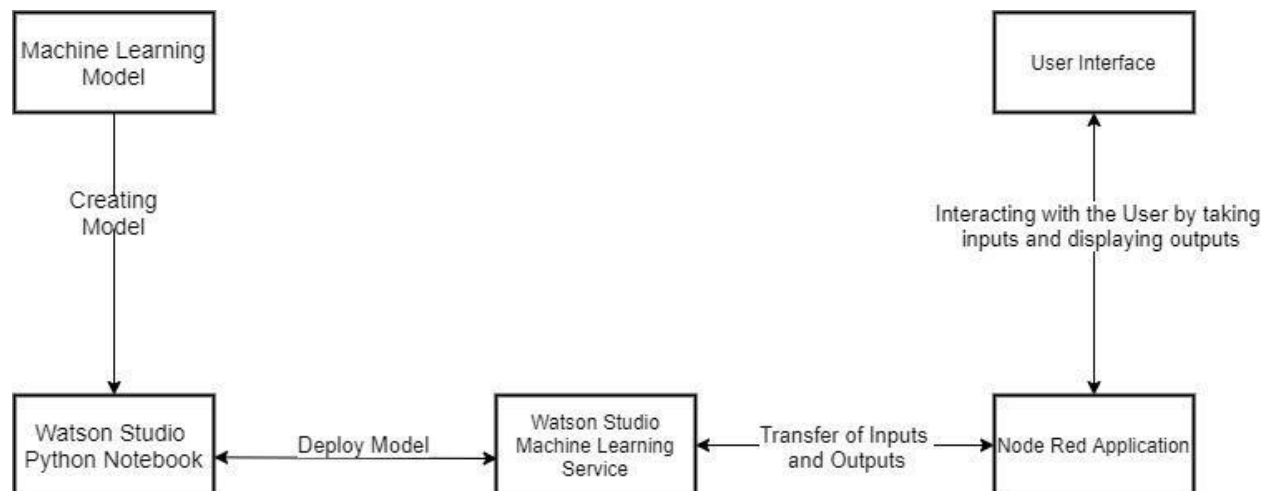 Machine Learning
Model
User Interface
Creating
Model
Interacting with the User by taking
inputs and displaying outputs
Watson Studio
Python Notebook
Deploy Model
Watson Studio
Machine Learning
Service
Transfer of Inputs
and Outputs
Node Red Application